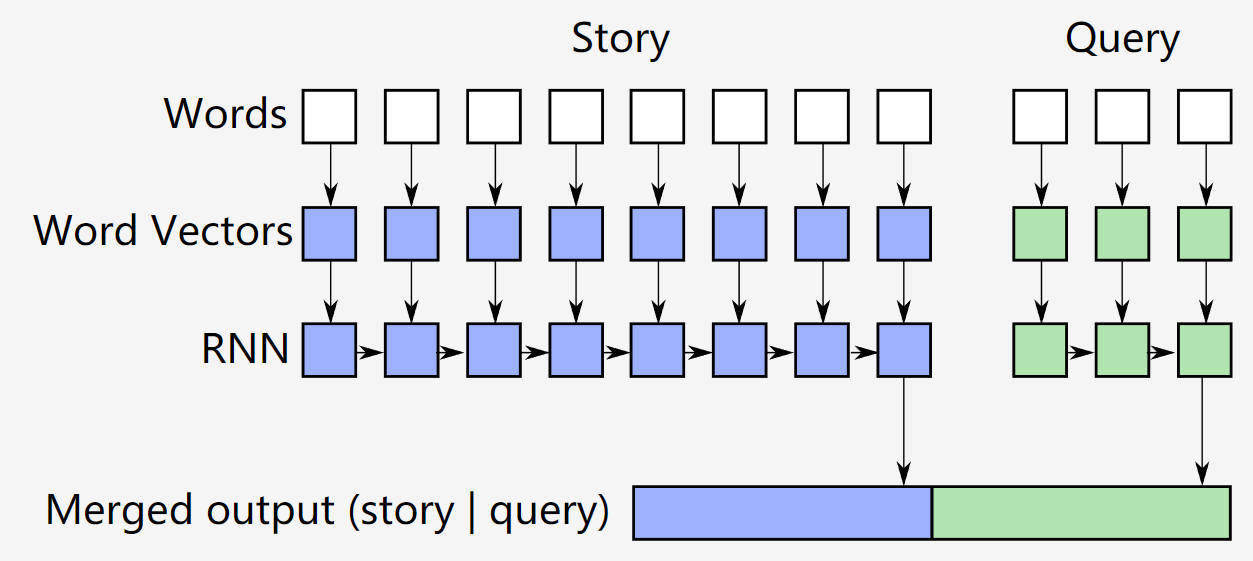 Story
Query
Words
Word Vectors
RNN
Merged output (story | query)